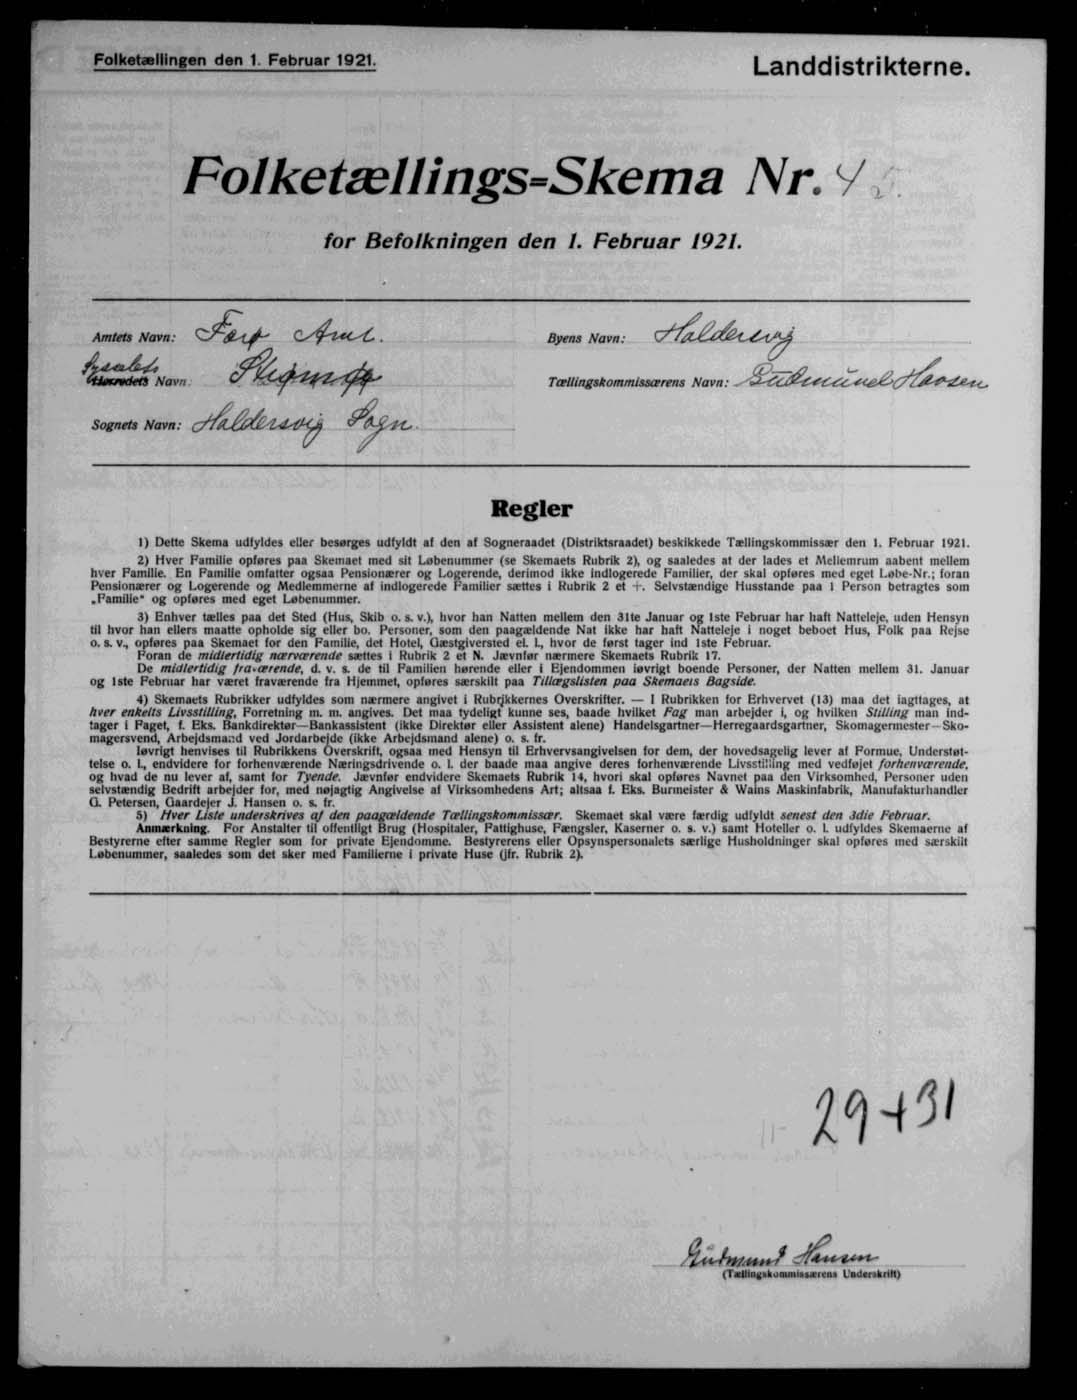 Folketællingen den 1. Februar 1921.
Landdistrikterne.
Folketællings=Skema Nr. 45.
for Befolkningen den 1. Februar 1921.
Amtets Navn: Færø Amt.
Byens Navn: Haldersvig
Sysselets
Herredets Navn: Strømø
Tællingskommissærens Navn: Gudmund Hansen
Sognets Navn: Haldersvig Sogn.
Regler
1) Dette Skema udfyldes eller besørges udfyldt af den af Sogneraadet (Distriktsraadet) beskikkede Tællingskommissær den 1. Februar 1921.
2) Hver Familie opføres paa Skemaet med sit Løbenummer (se Skemaets Rubrik 2), og saaledes at der lades et Mellemrum aabent mellem
hver Familie. En Familie omfatter ogsaa Pensionærer og Logerende, derimod ikke indlogerede Familier, der skal opføres med eget Løbe-Nr.; foran
Pensionærer og Logerende og Medlemmerne af indlogerede Familier sættes i Rubrik 2 et +. Selvstændige Husstande paa 1 Person betragtes som
„Familie“ og opføres med eget Løbenummer.
3) Enhver tælles paa det Sted (Hus, Skib o. s. v.), hvor han Natten mellem den 31te Januar og 1ste Februar har haft Natteleje, uden Hensyn
til hvor han ellers maatte opholde sig eller bo. Personer, som den paagældende Nat ikke har haft Natteleje i noget beboet Hus, Folk paa Rejse
o. s. v., opføres paa Skemaet for den Familie, det Hotel, Gæstgiversted el. l., hvor de først tager ind 1ste Februar.
Foran de midlertidig nærværende sættes i Rubrik 2 et N. Jævnfør nærmere Skemaets Rubrik 17.
De midlertidig fraværende, d. v. s. de til Familien hørende eller i Ejendommen iøvrigt boende Personer, der Natten mellem 31. Januar
og 1ste Februar har været fraværende fra Hjemmet, opføres særskilt paa Tillægslisten paa Skemaets Bagside.
4) Skemaets Rubrikker udfyldes som nærmere angivet i Rubrikkernes Overskrifter. — I Rubrikken for Erhvervet (13) maa det iagttages, at
hver enkelts Livsstilling, Forretning m. m. angives. Det maa tydeligt kunne ses, baade hvilket Fag man arbejder i, og hvilken Stilling man ind-
tager i Faget, f. Eks. Bankdirektør—Bankassistent (ikke Direktør eller Assistent alene) Handelsgartner—Herregaardsgartner, Skomagermester—Sko-
magersvend, Arbejdsmand ved Jordarbejde (ikke Arbejdsmand alene) o. s. fr.
Iøvrigt henvises til Rubrikkens Overskrift, ogsaa med Hensyn til Erhvervsangivelsen for dem, der hovedsagelig lever af Formue, Understøt-
telse o. l., endvidere for forhenværende Næringsdrivende o. l. der baade maa angive deres forhenværende Livsstilling med vedføjet forhenværende,
og hvad de nu lever af, samt for Tyende. Jævnfør endvidere Skemaets Rubrik 14, hvori skal opføres Navnet paa den Virksomhed, Personer uden
selvstændig Bedrift arbejder for, med nøjagtig Angivelse af Virksomhedens Art; altsaa f. Eks. Burmeister & Wains Maskinfabrik, Manufakturhandler
G. Petersen, Gaardejer J. Hansen o. s. fr.
5) Hver Liste underskrives af den paagældende Tællingskommissær. Skemaet skal være færdig udfyldt senest den 3die Februar.
Anmærkning. For Anstalter til offentligt Brug (Hospitaler, Fattighuse, Fængsler, Kaserner o. s. v.) samt Hoteller o. l. udfyldes Skemaerne af
Bestyrerne efter samme Regler som for private Ejendomme. Bestyrerens eller Opsynspersonalets særlige Husholdninger skal opføres med særskilt
Løbenummer, saaledes som det sker med Familierne i private Huse (jfr. Rubrik 2).
29+31
Gudmund Hansen
(Tællingskommissærens Underskrift)